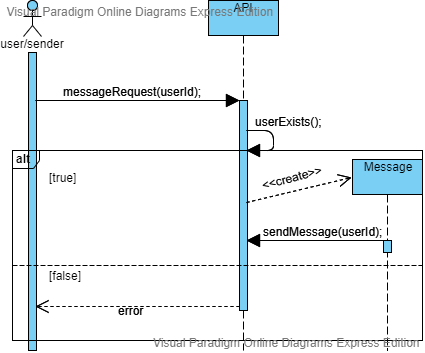 Visual Paradigm Online Diagrams Express Edition
API
user/sender
messageRequest(userId);
userExists();
alt
[true]
<<create>>
Message
sendMessage(userId);
[false]
error
Visual Paradigm Online Diagrams Express Edition